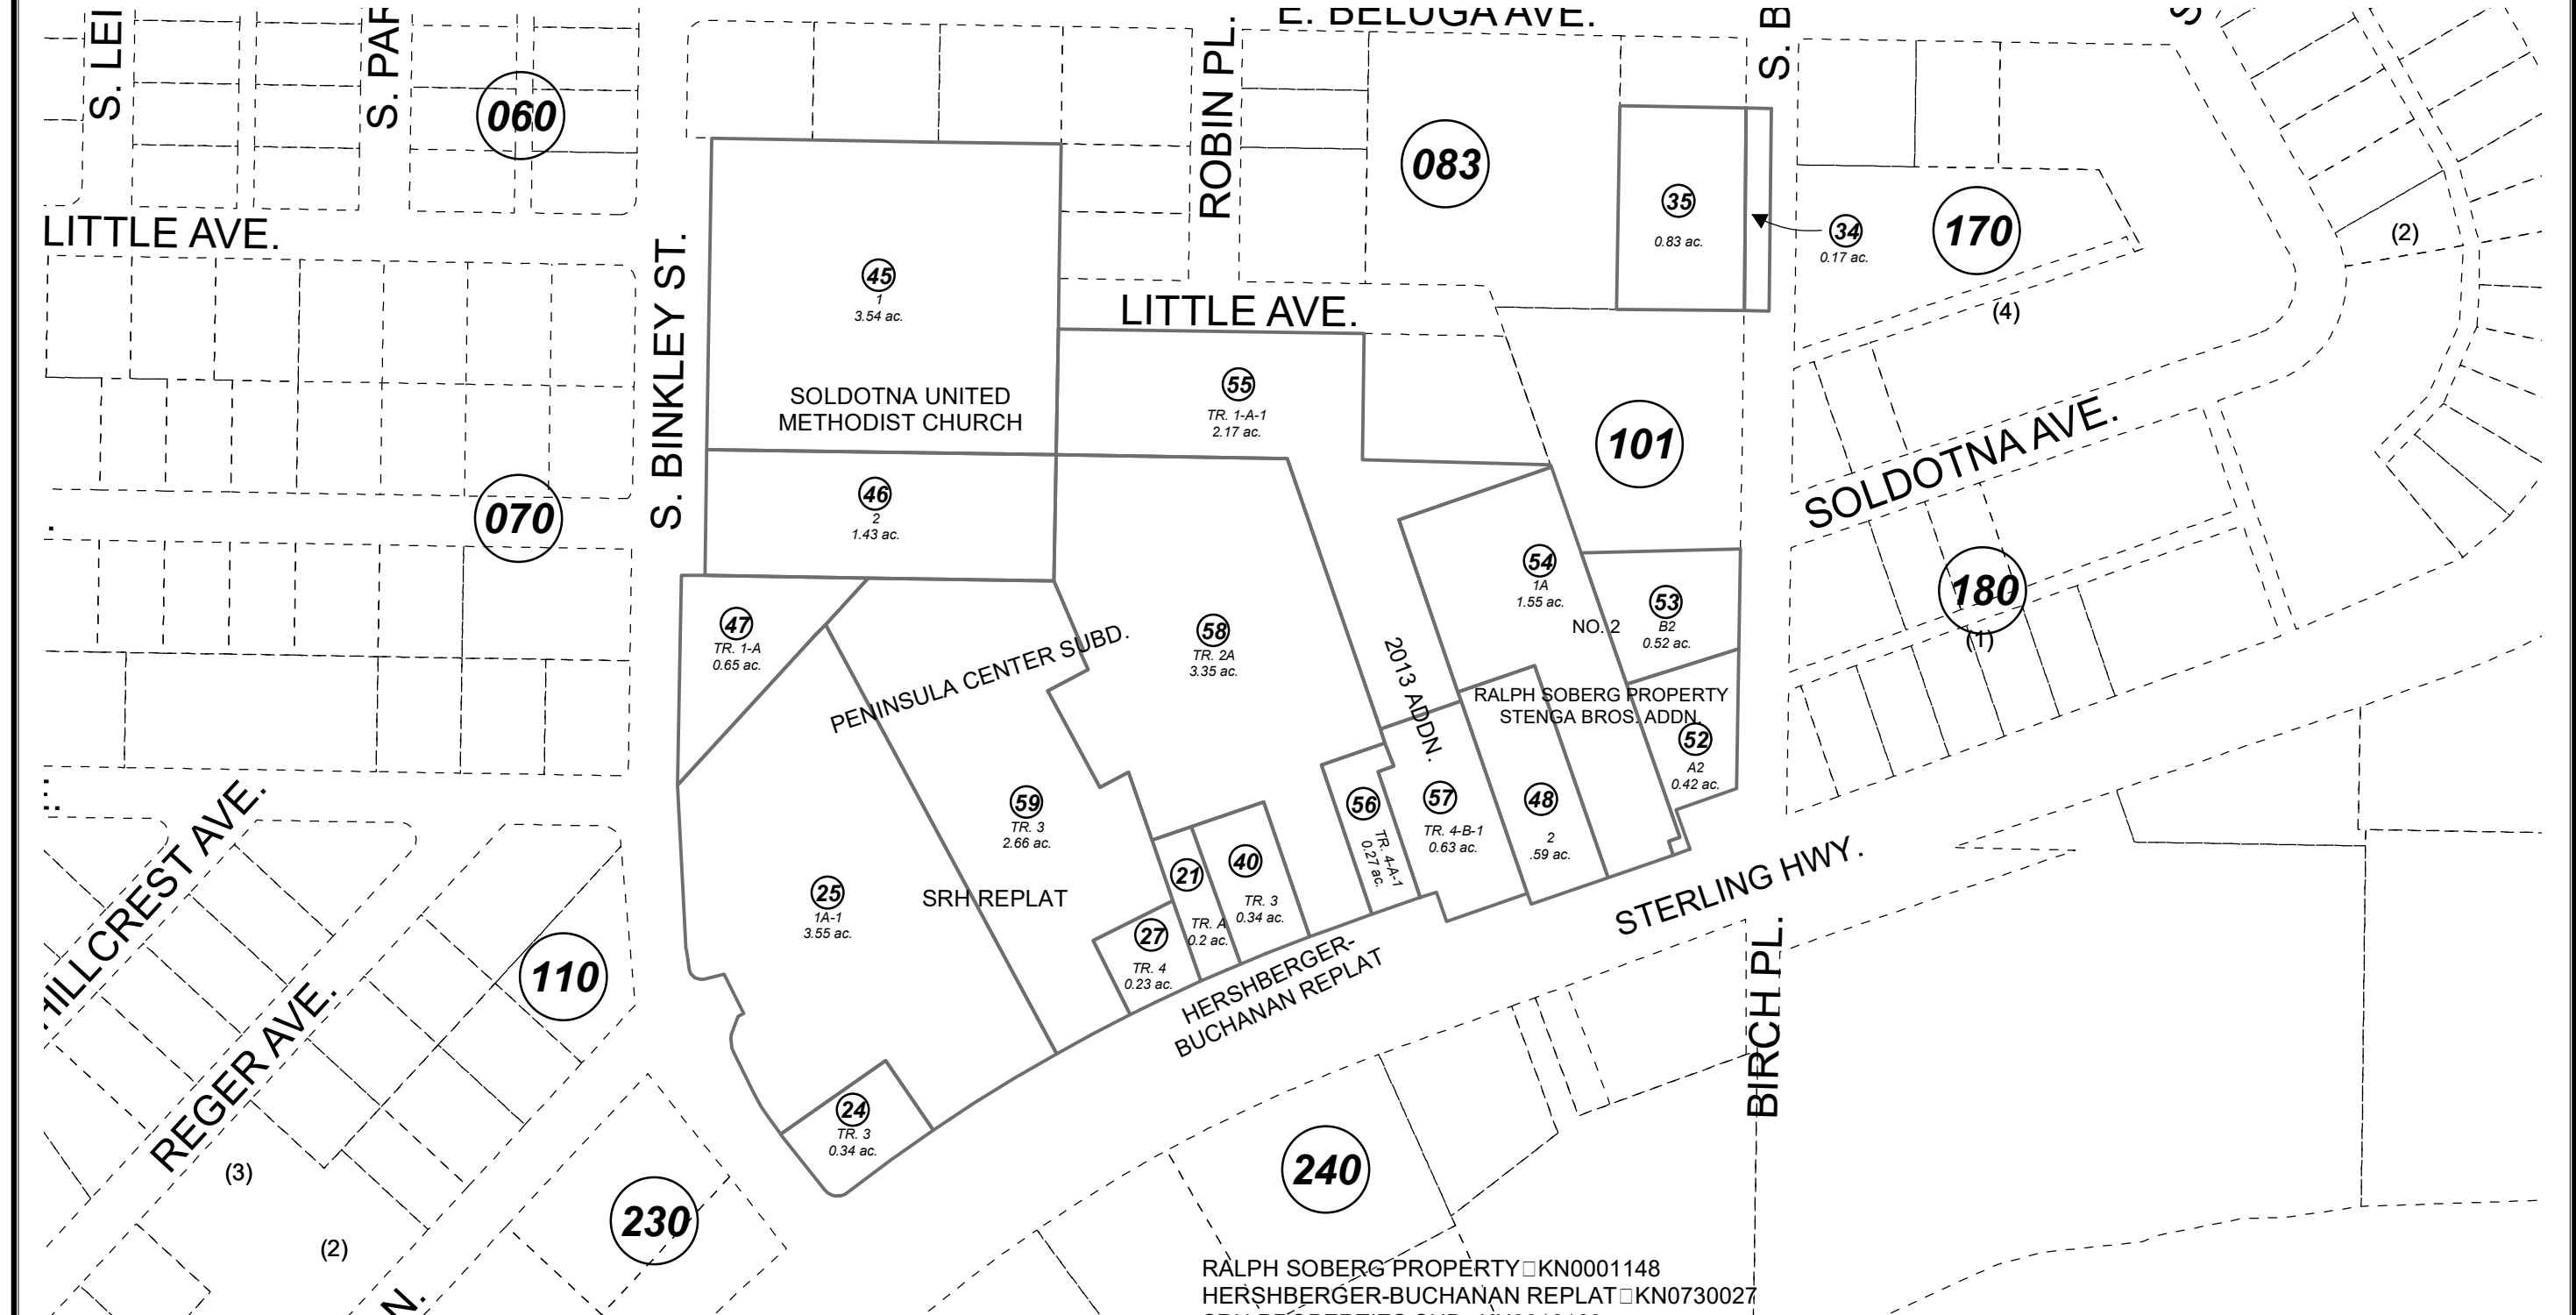 E. BELUGA AVE.
S. LEI
S. PAR
ROBIN PL.
S. B
S
060
083
35
0.83 ac.
34
0.17 ac.
170
(2)
(4)
LITTLE AVE.
S. BINKLEY ST.
45
1
3.54 ac.
LITTLE AVE.
SOLDOTNA UNITED
METHODIST CHURCH
55
TR. 1-A-1
2.17 ac.
101
SOLDOTNA AVE.
070
46
2
1.43 ac.
54
1A
1.55 ac.
NO. 2
53
B2
0.52 ac.
180
(1)
47
TR. 1-A
0.65 ac.
PENINSULA CENTER SUBD.
58
TR. 2A
3.35 ac.
2013 ADDN.
RALPH SOBERG PROPERTY
STENGA BROS. ADDN.
52
A2
0.42 ac.
E.
HILLCREST AVE.
59
TR. 3
2.66 ac.
56
TR. 4-A-1
0.27 ac.
57
TR. 4-B-1
0.63 ac.
48
2
.59 ac.
25
1A-1
3.55 ac.
SRH REPLAT
21
TR. A
0.2 ac.
40
TR. 3
0.34 ac.
27
TR. 4
0.23 ac.
STERLING HWY.
HERSHBERGER-
BUCHANAN REPLAT
BIRCH PL.
110
REGER AVE.
24
TR. 3
0.34 ac.
(3)
(2)
230
240
N.
RALPH SOBERG PROPERTY□KN0001148
HERSHBERGER-BUCHANAN REPLAT□KN0730027